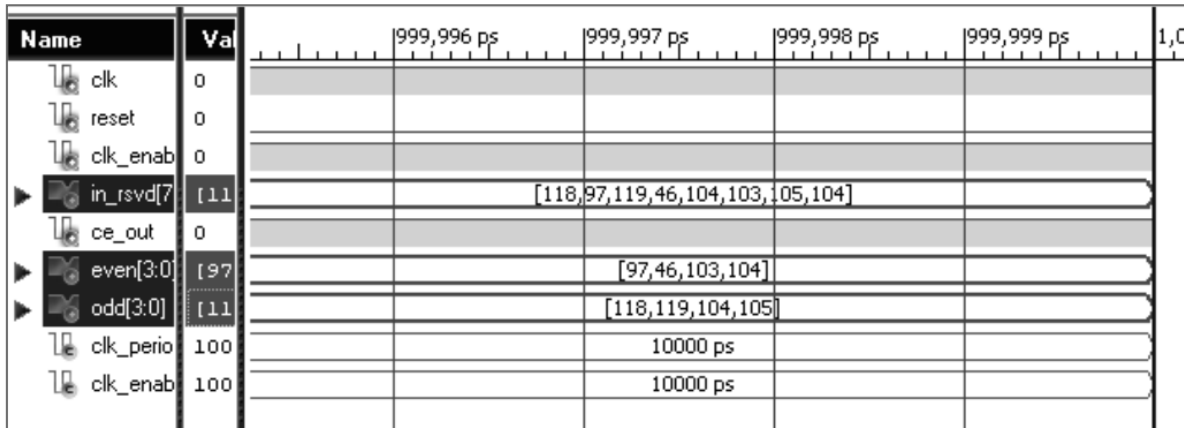 Name Val 999,996 ps 999,997 ps 999,998 ps 999,999 ps 1,0
clk 0
reset 0
clk_enab 0
in_rsvd[7 [11 [118,97,119,46,104,103,105,104]
ce_out 0
even[3:0] [97 [97,46,103,104]
odd[3:0] [11 [118,119,104,105]
clk_perio 100 10000 ps
clk_enab 100 10000 ps